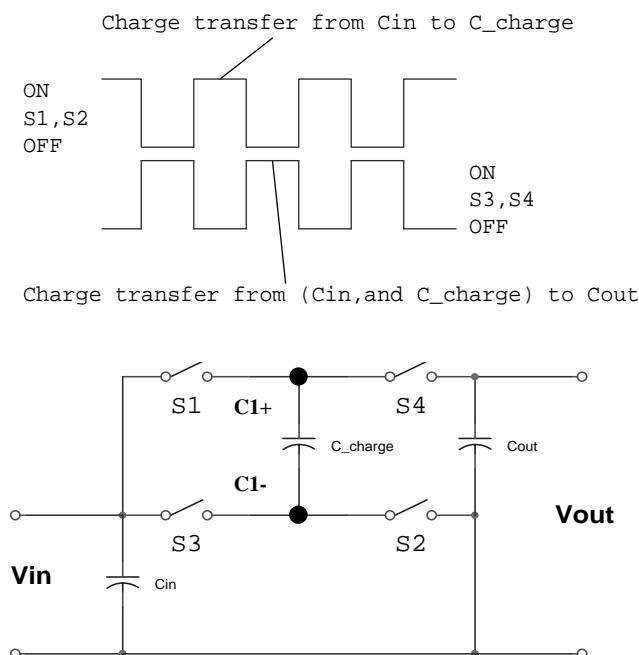 Charge transfer from Cin to C_charge
ON
S1,S2
OFF
ON
S3,S4
OFF
Charge transfer from (Cin,and C_charge) to Cout
S1
C1+
S4
C_charge
Cout
C1-
S3
S2
Vout
Vin
Cin